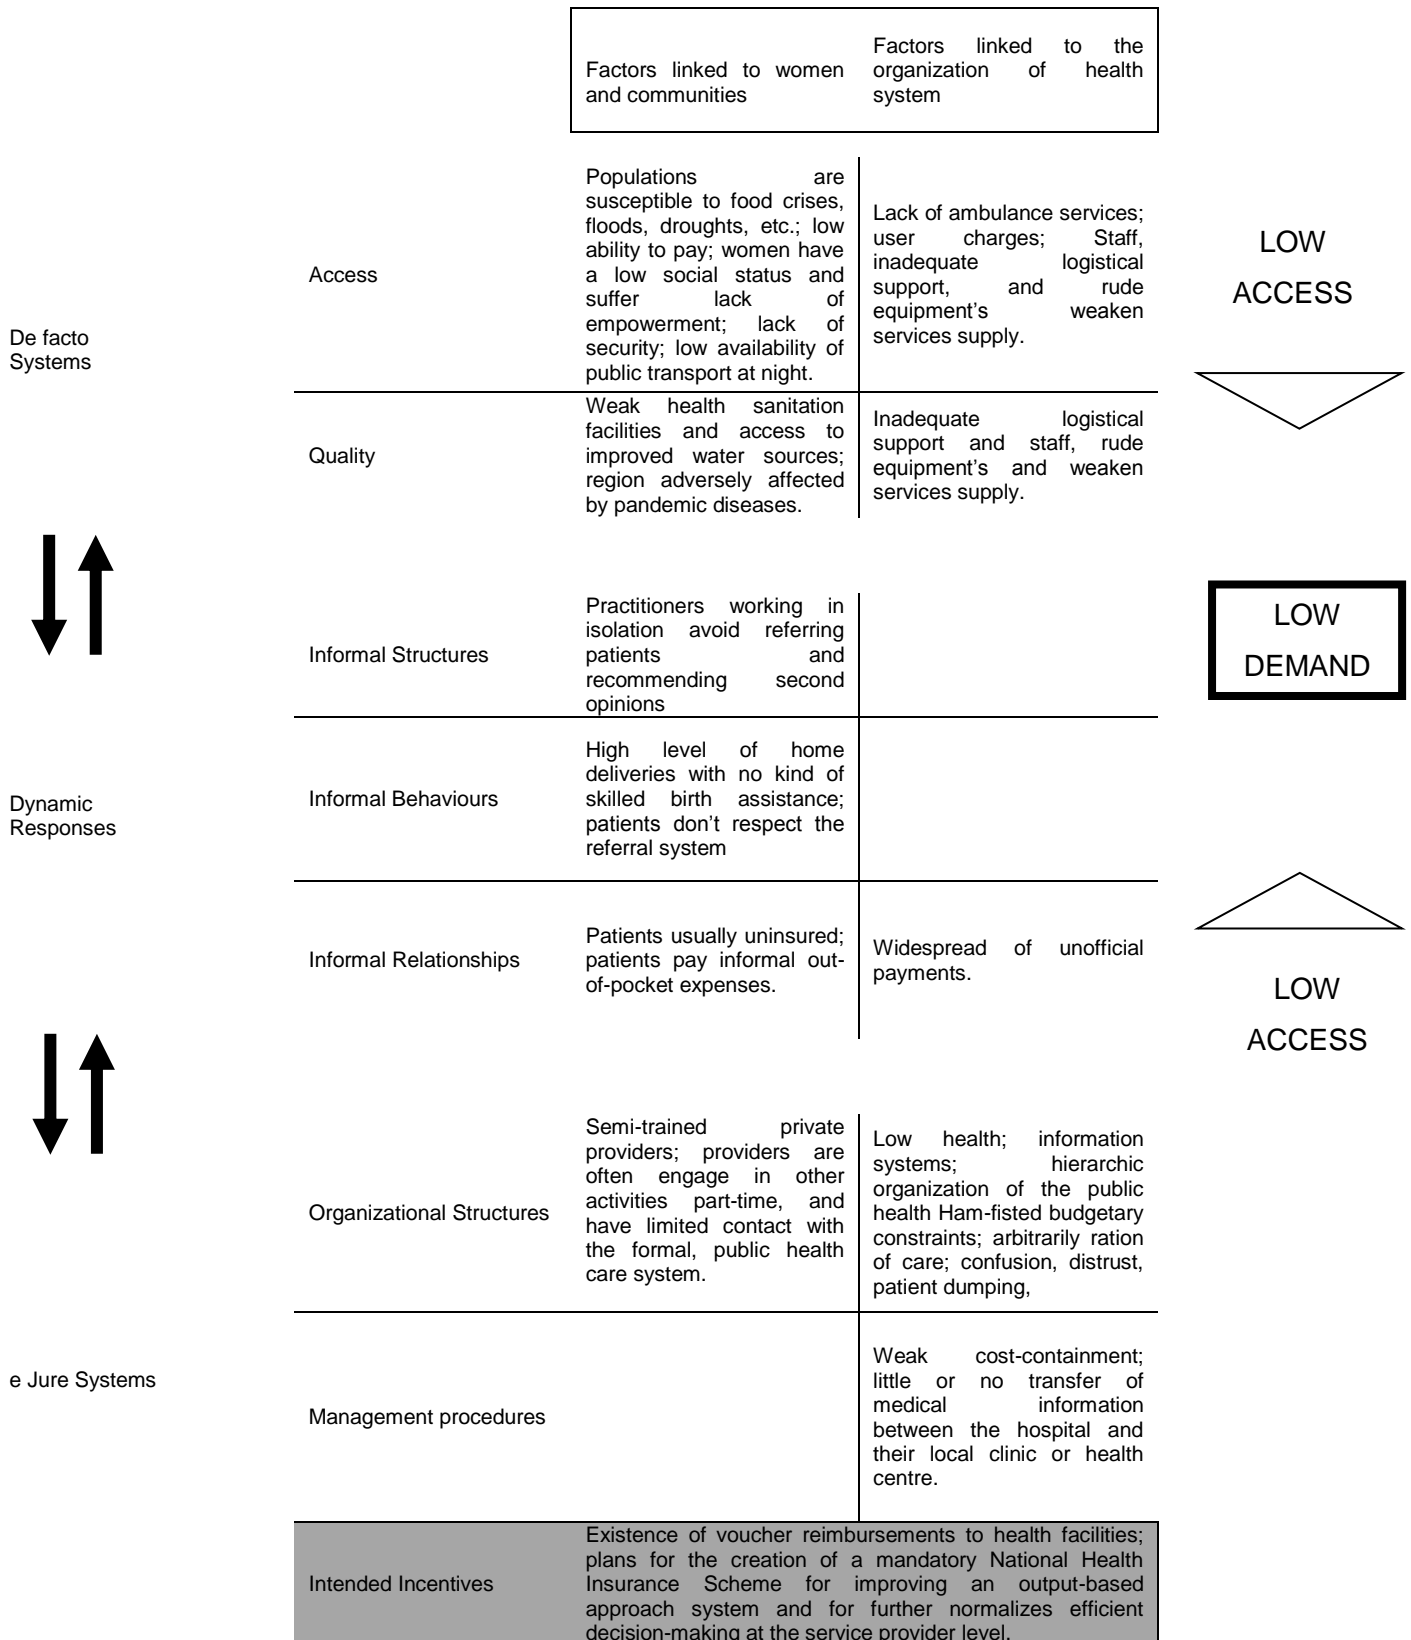 Factors linked to women
and communities
Factors linked to the
organization of health
system
De facto
Systems
Access
Populations are
susceptible to food crises,
floods, droughts, etc.; low
ability to pay; women have
a low social status and
suffer lack of
empowerment; lack of
security; low availability of
public transport at night.
Lack of ambulance services;
user charges; Staff,
inadequate logistical
support, and rude
equipment's weaken
services supply.
LOW
ACCESS
Quality
Weak health sanitation
facilities and access to
improved water sources;
region adversely affected
by pandemic diseases.
Inadequate logistical
support and staff, rude
equipment's and weaken
services supply.
Informal Structures
Practitioners working in
isolation avoid referring
patients and
recommending second
opinions
LOW
DEMAND
Dynamic
Responses
Informal Behaviours
High level of home
deliveries with no kind of
skilled birth assistance;
patients don't respect the
referral system
Informal Relationships
Patients usually uninsured;
patients pay informal out-
of-pocket expenses.
Widespread of unofficial
payments.
LOW
ACCESS
Organizational Structures
Semi-trained private
providers; providers are
often engage in other
activities part-time, and
have limited contact with
the formal, public health
care system.
Low health; information
systems; hierarchic
organization of the public
health Ham-fisted budgetary
constraints; arbitrarily ration
of care; confusion, distrust,
patient dumping,
e Jure Systems
Management procedures
Weak cost-containment;
little or no transfer of
medical information
between the hospital and
their local clinic or health
centre.
Intended Incentives
Existence of voucher reimbursements to health facilities;
plans for the creation of a mandatory National Health
Insurance Scheme for improving an output-based
approach system and for further normalizes efficient
decision-making at the service provider level.